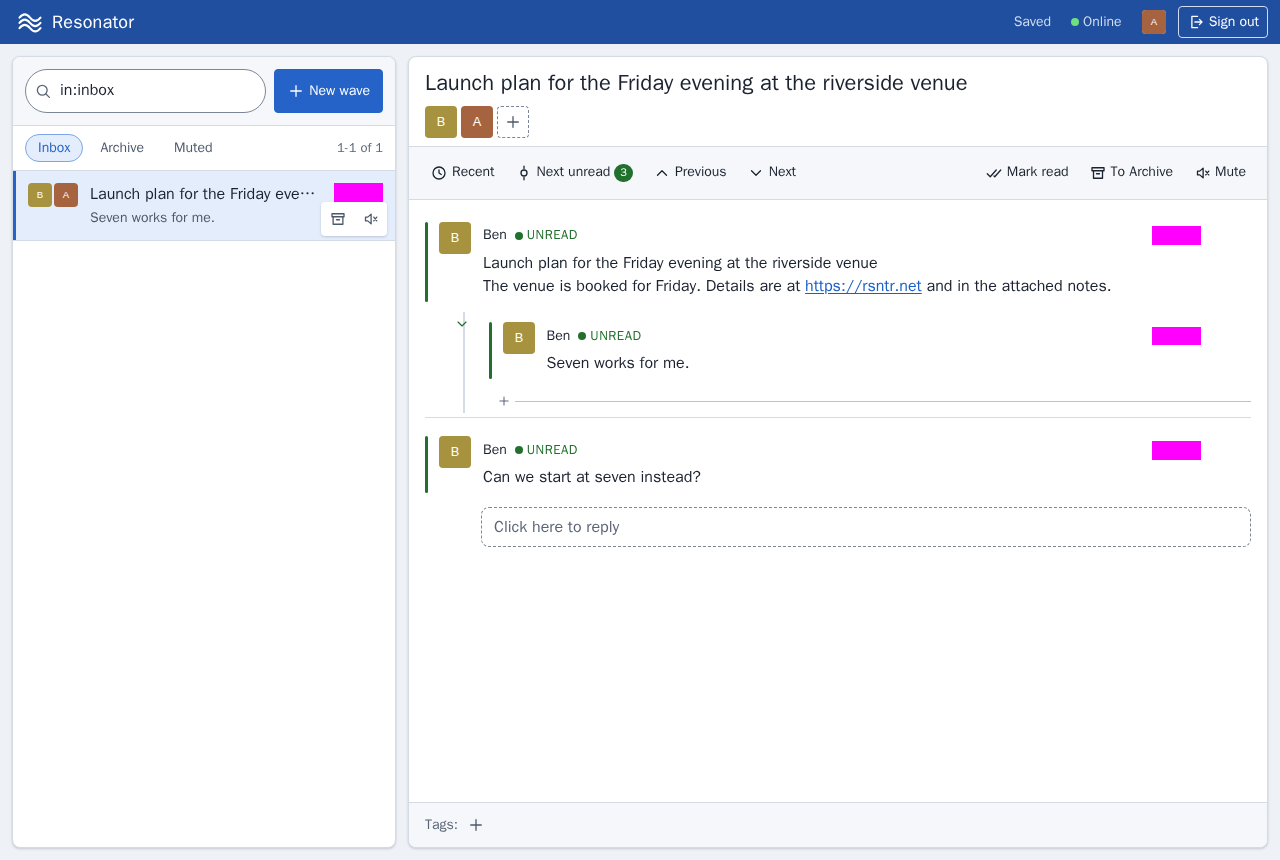 Resonator
Saved
Online
A
Sign out
in:inbox
New wave
Inbox
Archive
Muted
1-1 of 1
B
A
Launch plan for the Friday eve…
Seven works for me.
Launch plan for the Friday evening at the riverside venue
B
A
Recent
Next unread 3
Previous
Next
Mark read
To Archive
Mute
B
Ben
UNREAD
Launch plan for the Friday evening at the riverside venue
The venue is booked for Friday. Details are at https://rsntr.net and in the attached notes.
B
Ben
UNREAD
Seven works for me.
B
Ben
UNREAD
Can we start at seven instead?
Click here to reply
Tags: